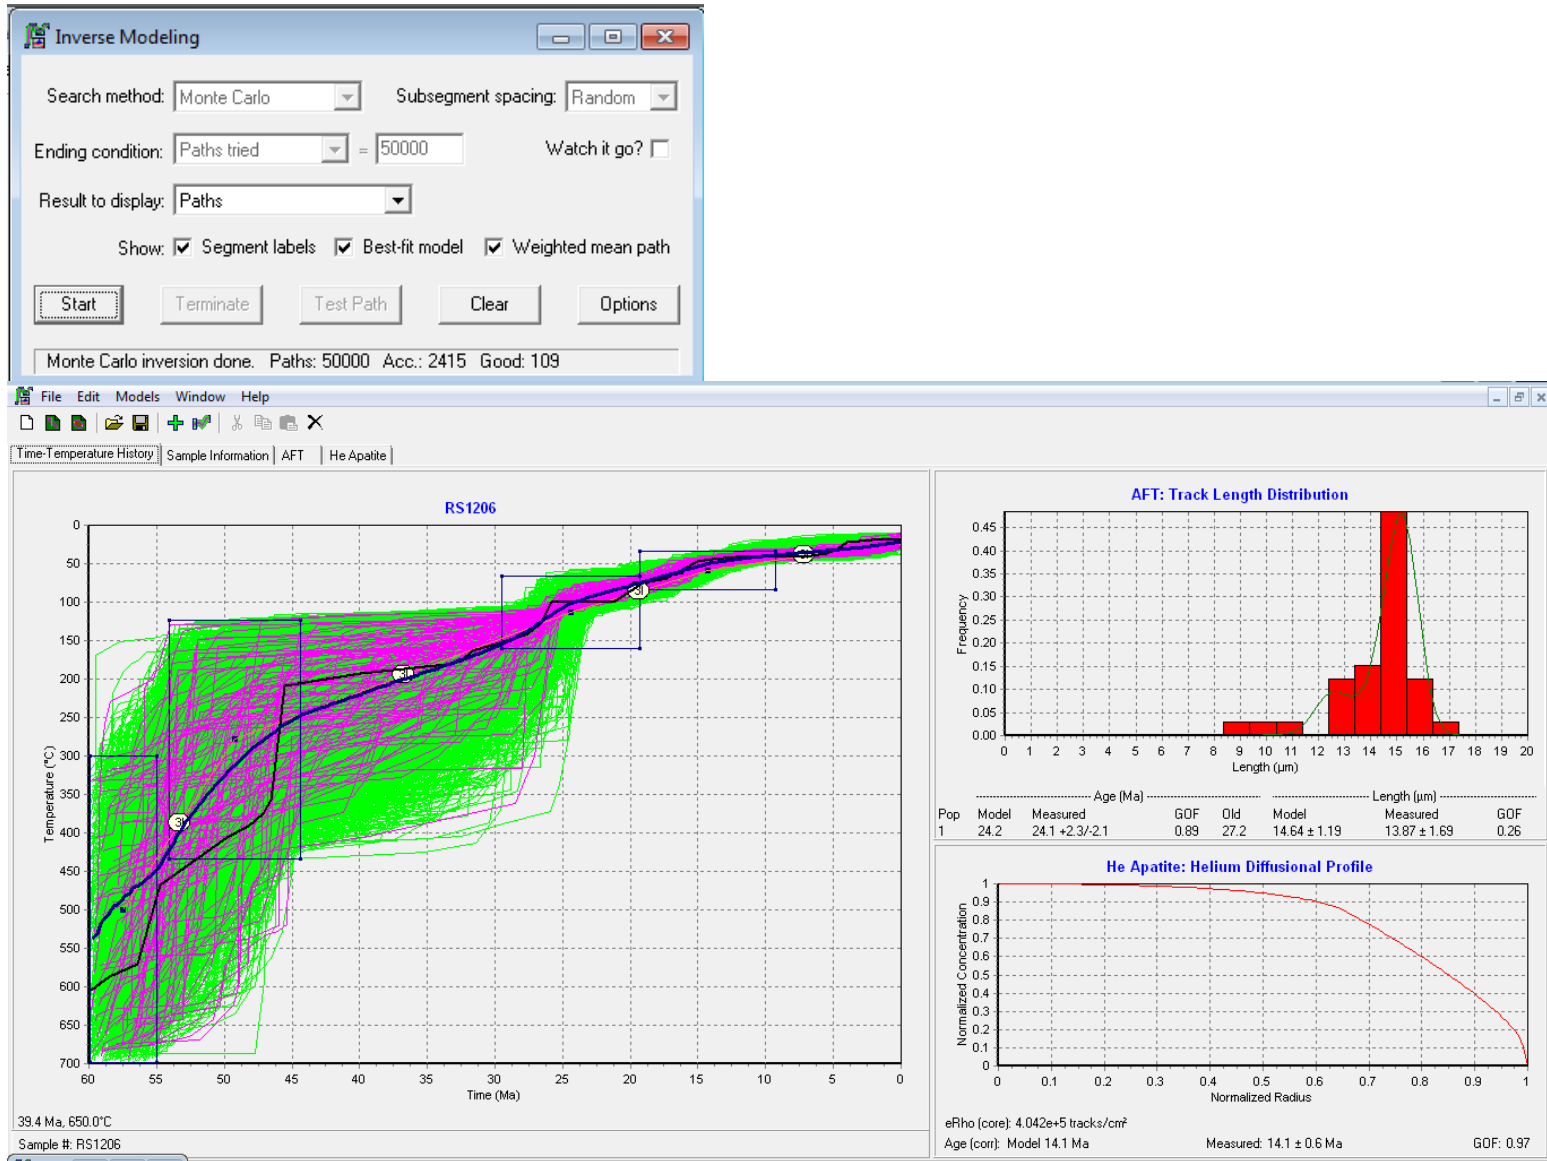 Inverse Modeling
Search method: Monte Carlo Subsegment spacing: Random
Ending condition: Paths tried = 50000 Watch it go?
Result to display: Paths
Show: Segment labels Best-fit model Weighted mean path
Start Terminate Test Path Clear Options
Monte Carlo inversion done. Paths: 50000 Acc.: 2415 Good: 109
File Edit Models Window Help
Time-Temperature History Sample Information AFT He Apatite
RS1206
0
50
100
150
200
250
300
350
400
450
500
550
600
650
700
Temperature (°C)
60 55 50 45 40 35 30 25 20 15 10 5 0
Time (Ma)
39.4 Ma, 650.0°C
Sample #: RS1206
AFT: Track Length Distribution
0.45
0.40
0.35
0.30
0.25
0.20
0.15
0.10
0.05
0.00
Frequency
0 1 2 3 4 5 6 7 8 9 10 11 12 13 14 15 16 17 18 19 20
Length (µm)
Age (Ma) Length (µm)
Pop Model Measured GOF Old Model Measured GOF
1 24.2 24.1 +2.3/-2.1 0.89 27.2 14.64 ± 1.19 13.87 ± 1.69 0.26
He Apatite: Helium Diffusional Profile
1
0.9
0.8
0.7
0.6
0.5
0.4
0.3
0.2
0.1
0
Normalized Concentration
0 0.1 0.2 0.3 0.4 0.5 0.6 0.7 0.8 0.9 1
Normalized Radius
eRho (core): 4.042e+5 tracks/cm²
Age (corr): Model 14.1 Ma Measured: 14.1 ± 0.6 Ma GOF: 0.97